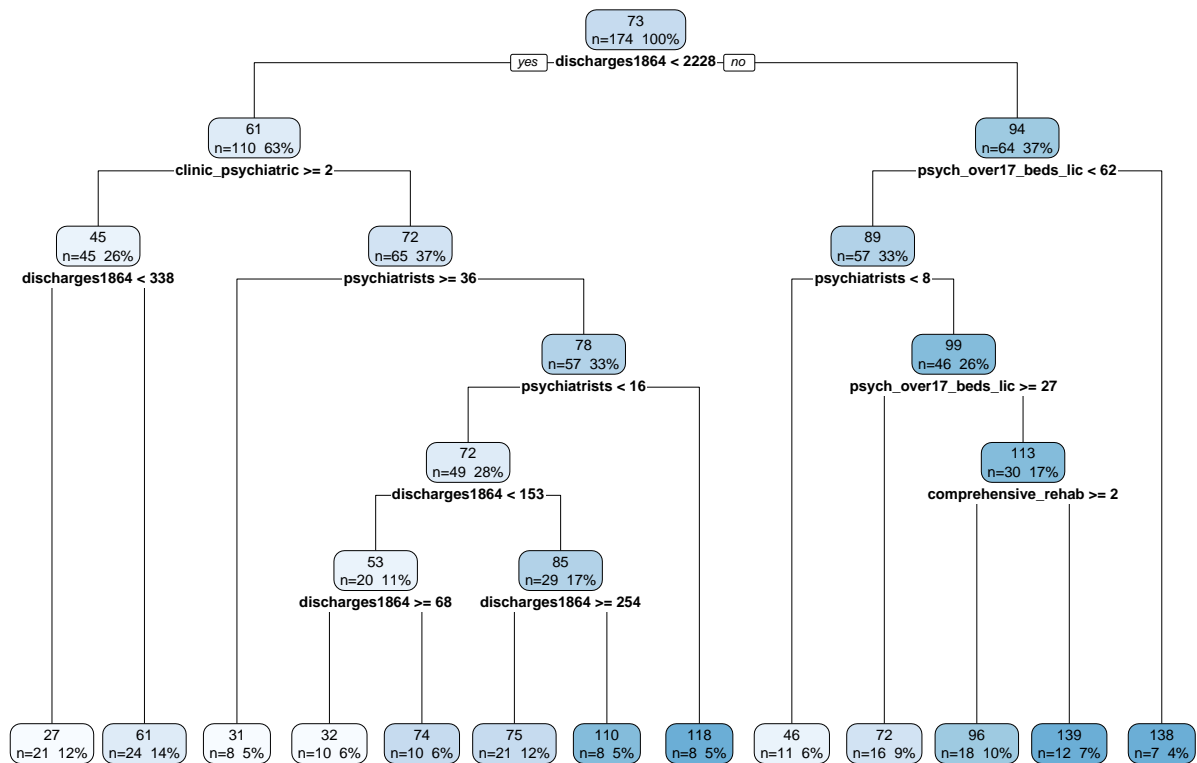 73
n=174 100%
yes discharges1864 < 2228 no
61
n=110 63%
94
n=64 37%
clinic_psychiatric >= 2
psych_over17_beds_lic < 62
45
n=45 26%
72
n=65 37%
89
n=57 33%
discharges1864 < 338
psychiatrists >= 36
psychiatrists < 8
78
n=57 33%
99
n=46 26%
psychiatrists < 16
psych_over17_beds_lic >= 27
72
n=49 28%
113
n=30 17%
discharges1864 < 153
comprehensive_rehab >= 2
53
n=20 11%
85
n=29 17%
discharges1864 >= 68
discharges1864 >= 254
27
n=21 12%
61
n=24 14%
31
n=8 5%
32
n=10 6%
74
n=10 6%
75
n=21 12%
110
n=8 5%
118
n=8 5%
46
n=11 6%
72
n=16 9%
96
n=18 10%
139
n=12 7%
138
n=7 4%